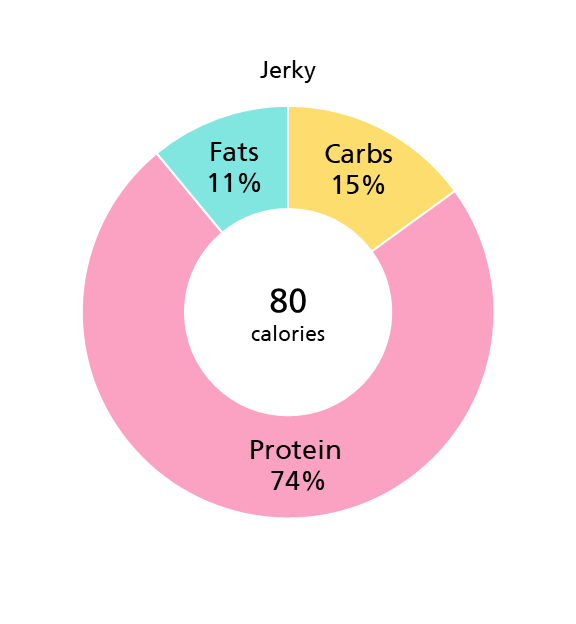 Jerky
Fats
11%
Carbs
15%
80
calories
Protein
74%